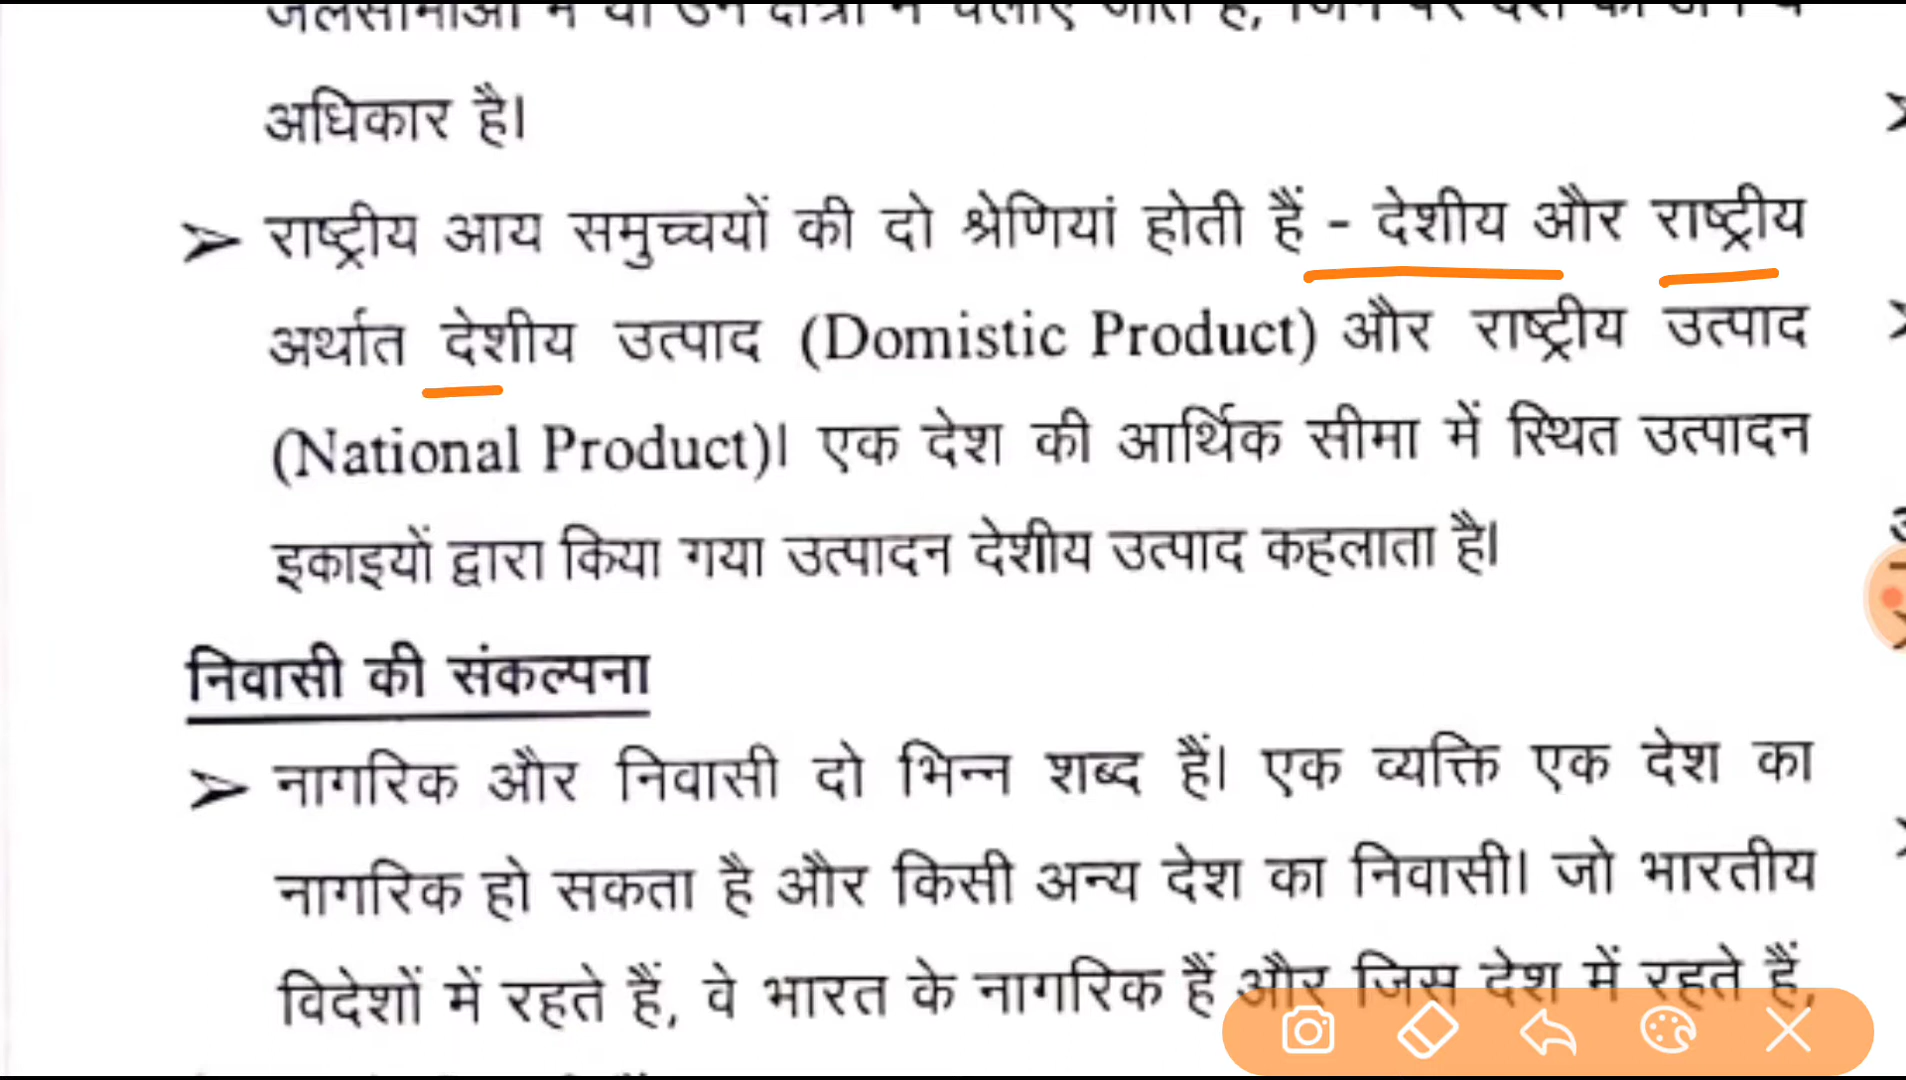 अधिकार है।
➢ राष्ट्रीय आय समुच्चयों की दो श्रेणियां होती हैं - देशीय और राष्ट्रीय
अर्थात देशीय उत्पाद (Domistic Product) और राष्ट्रीय उत्पाद
(National Product)। एक देश की आर्थिक सीमा में स्थित उत्पादन
इकाइयों द्वारा किया गया उत्पादन देशीय उत्पाद कहलाता है।
निवासी की संकल्पना
➢ नागरिक और निवासी दो भिन्न शब्द हैं। एक व्यक्ति एक देश का
नागरिक हो सकता है और किसी अन्य देश का निवासी। जो भारतीय
विदेशों में रहते हैं, वे भारत के नागरिक हैं और जिस देश में रहते हैं,